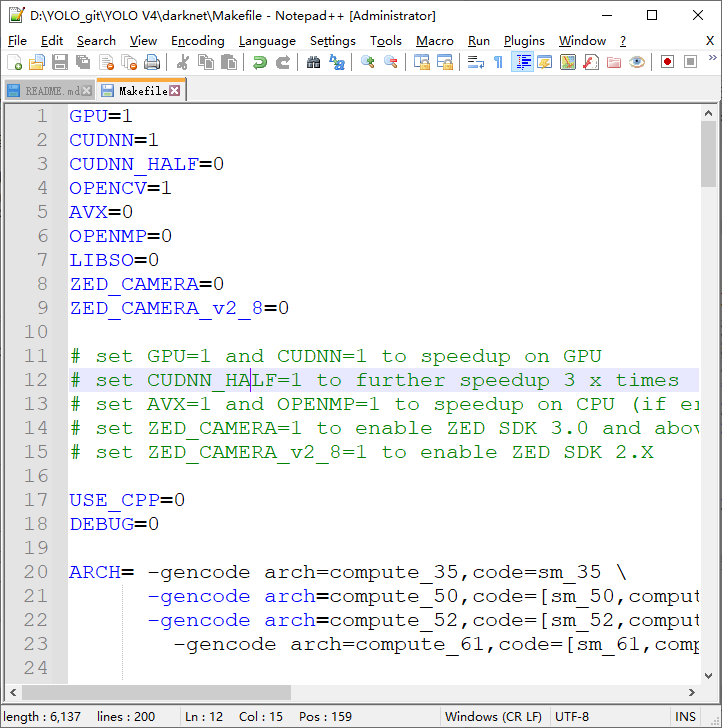 D:\YOLO_git\YOLO V4\darknet\Makefile - Notepad++ [Administrator]
File Edit Search View Encoding Language Settings Tools Macro Run Plugins Window ?
README.md Makefile
1 GPU=1
2 CUDNN=1
3 CUDNN_HALF=0
4 OPENCV=1
5 AVX=0
6 OPENMP=0
7 LIBSO=0
8 ZED_CAMERA=0
9 ZED_CAMERA_v2_8=0
10
11 # set GPU=1 and CUDNN=1 to speedup on GPU
12 # set CUDNN_HALF=1 to further speedup 3 x times
13 # set AVX=1 and OPENMP=1 to speedup on CPU (if er
14 # set ZED_CAMERA=1 to enable ZED SDK 3.0 and abov
15 # set ZED_CAMERA_v2_8=1 to enable ZED SDK 2.X
16
17 USE_CPP=0
18 DEBUG=0
19
20 ARCH= -gencode arch=compute_35,code=sm_35 \
21 -gencode arch=compute_50,code=[sm_50,comput
22 -gencode arch=compute_52,code=[sm_52,comput
23 -gencode arch=compute_61,code=[sm_61,comp
24
length : 6,137 lines : 200 Ln : 12 Col : 15 Pos : 159 Windows (CR LF) UTF-8 INS